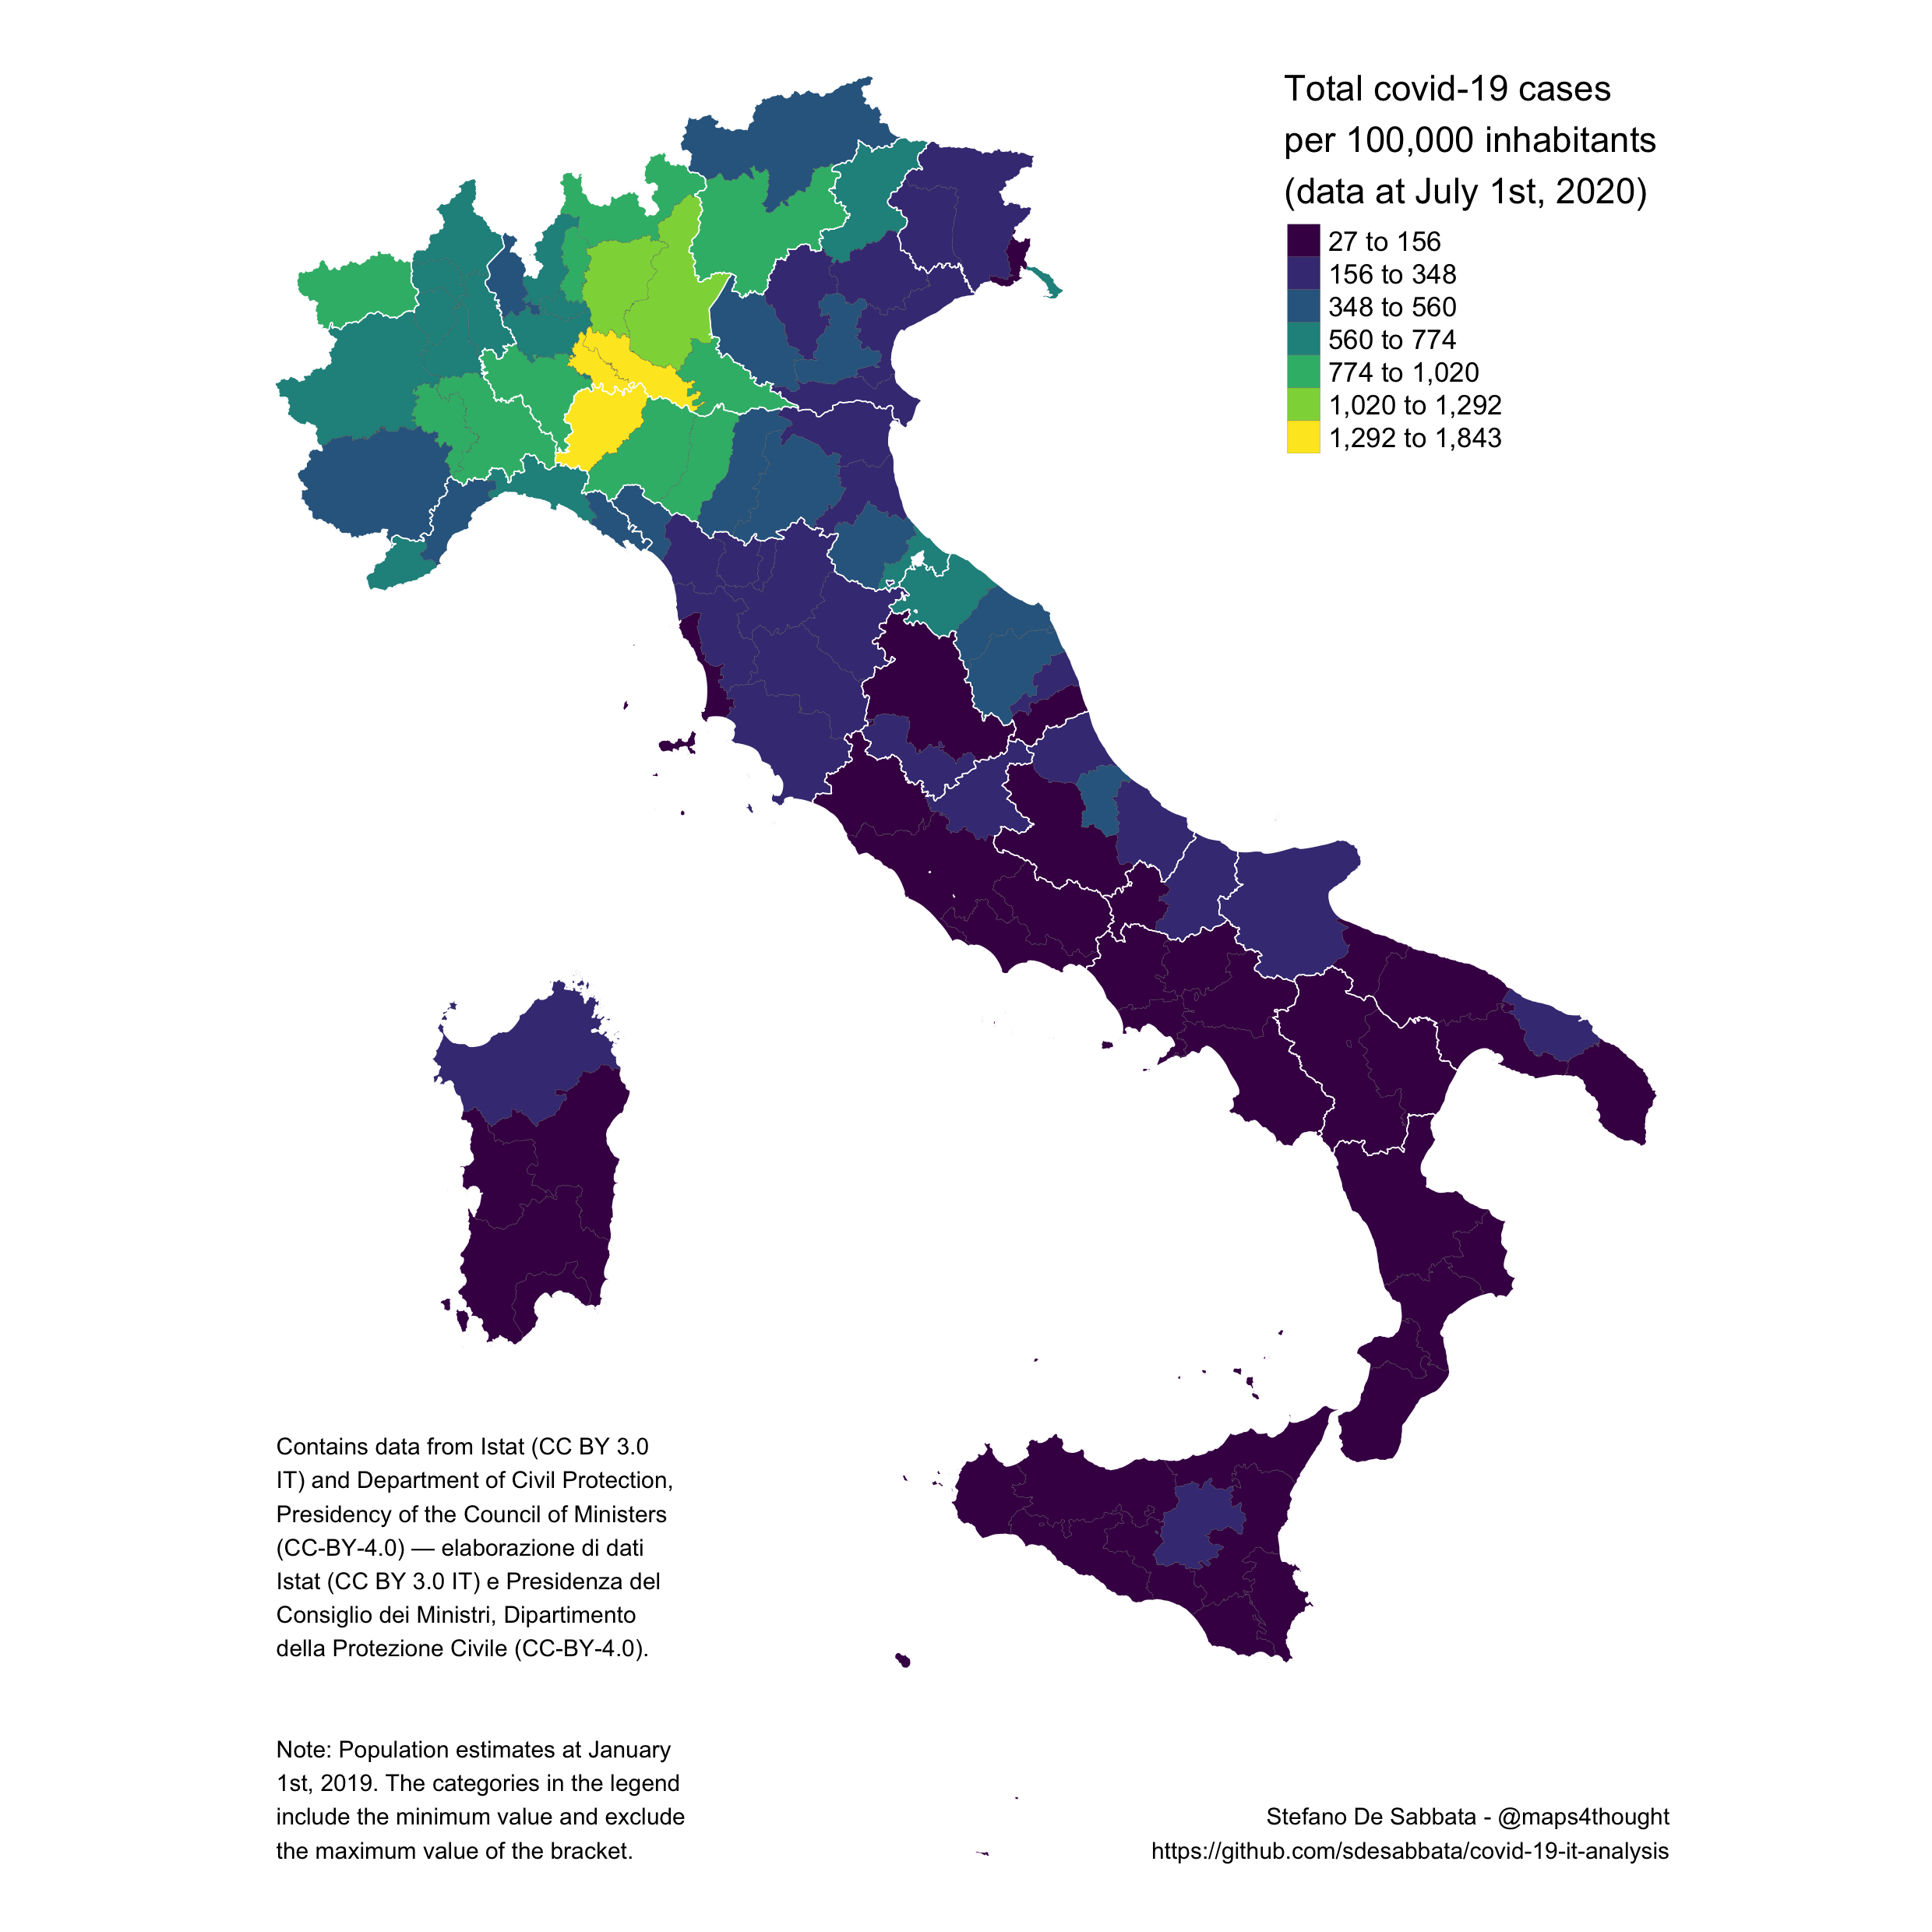 Total covid-19 cases
per 100,000 inhabitants
(data at July 1st, 2020)
27 to 156
156 to 348
348 to 560
560 to 774
774 to 1,020
1,020 to 1,292
1,292 to 1,843
Contains data from Istat (CC BY 3.0
IT) and Department of Civil Protection,
Presidency of the Council of Ministers
(CC-BY-4.0) — elaborazione di dati
Istat (CC BY 3.0 IT) e Presidenza del
Consiglio dei Ministri, Dipartimento
della Protezione Civile (CC-BY-4.0).
Note: Population estimates at January
1st, 2019. The categories in the legend
include the minimum value and exclude
the maximum value of the bracket.
Stefano De Sabbata - @maps4thought
https://github.com/sdesabbata/covid-19-it-analysis